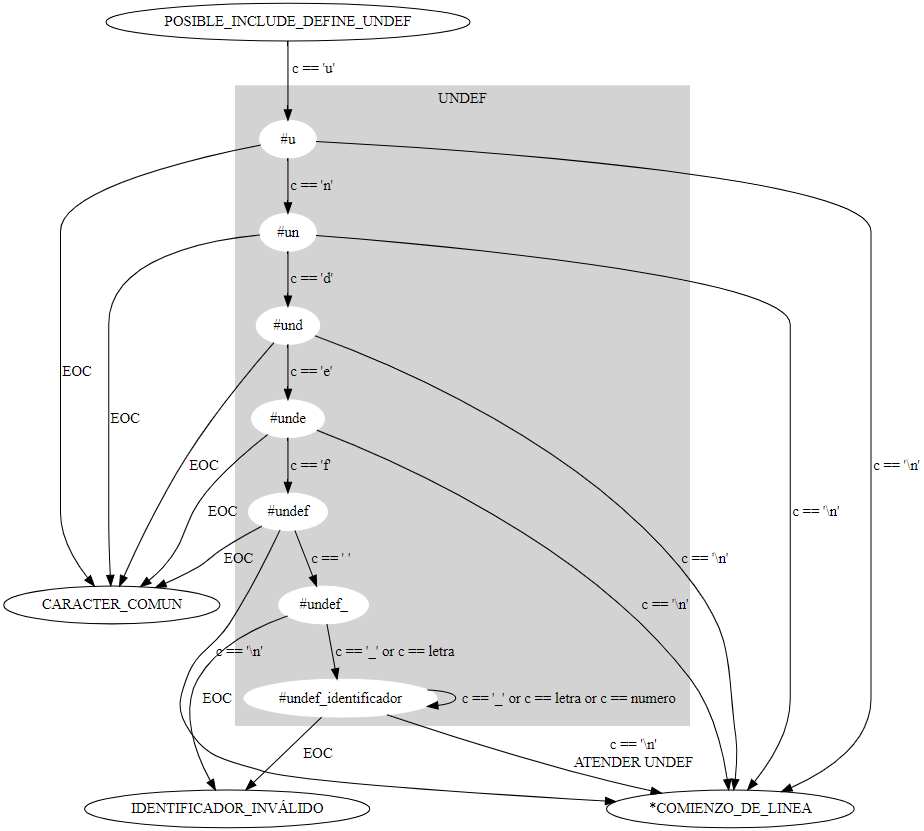 POSIBLE_INCLUDE_DEFINE_UNDEF
c == 'u'
UNDEF
#u
c == 'n'
#un
c == 'd'
#und
c == 'e'
EOC
#unde
EOC
EOC
c == 'f'
c == '\n'
EOC
#undef
c == '\n'
EOC
c == ' '
c == '\n'
CARACTER_COMUN
#undef_
c == '\n'
c == '\n'
c == '_' or c == letra
EOC
#undef_identificador
c == '_' or c == letra or c == numero
EOC
c == '\n'
ATENDER UNDEF
IDENTIFICADOR_INVÁLIDO
*COMIENZO_DE_LINEA